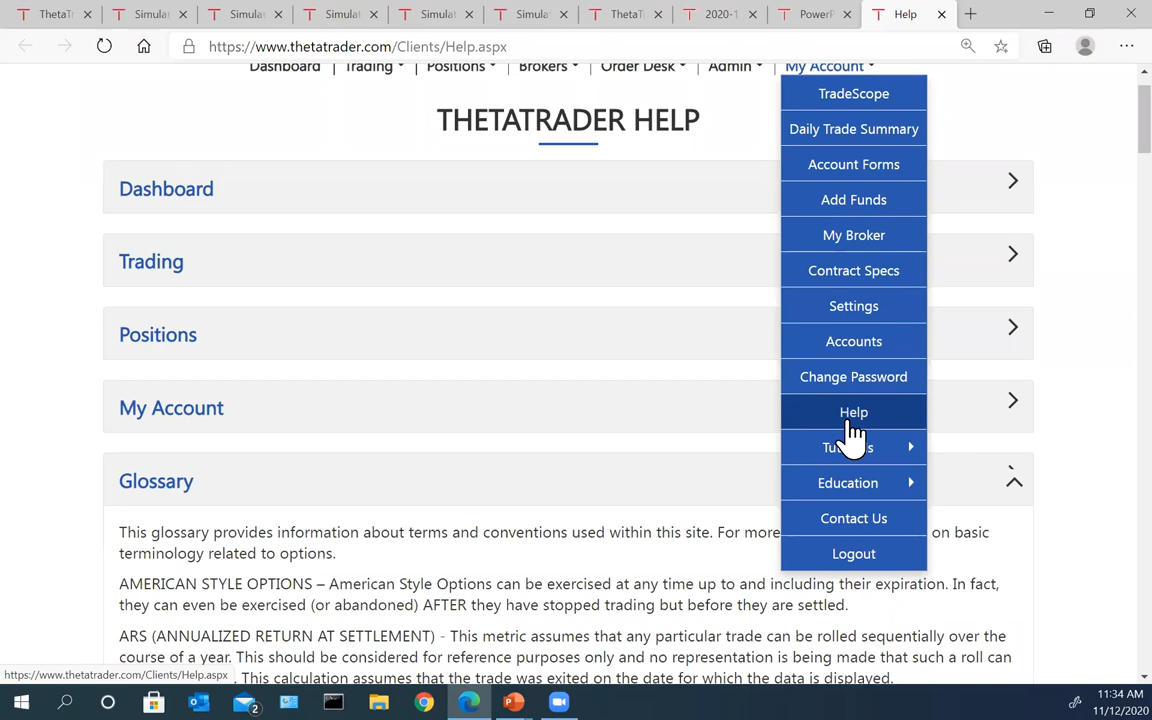 ThetaT
Simula
Simula
Simulat
Simulat
Simula
ThetaT
2020-1
PowerP
Help
https://www.thetatrader.com/Clients/Help.aspx
Dashboard
Trading
Positions
Brokers
Order Desk
Admin
My Account
TradeScope
THETATRADER HELP
Daily Trade Summary
Account Forms
Dashboard
Add Funds
My Broker
Trading
Contract Specs
Settings
Positions
Accounts
Change Password
My Account
Help
Education
Glossary
Contact Us
This glossary provides information about terms and conventions used within this site. For more on basic
terminology related to options.
Logout
AMERICAN STYLE OPTIONS – American Style Options can be exercised at any time up to and including their expiration. In fact,
they can even be exercised (or abandoned) AFTER they have stopped trading but before they are settled.
ARS (ANNUALIZED RETURN AT SETTLEMENT) - This metric assumes that any particular trade can be rolled sequentially over the
course of a year. This should be considered for reference purposes only and no representation is being made that such a roll can
. This calculation assumes that the trade was exited on the date for which the data is displayed.
https://www.thetatrader.com/Clients/Help.aspx
2
11:34 AM
11/12/2020